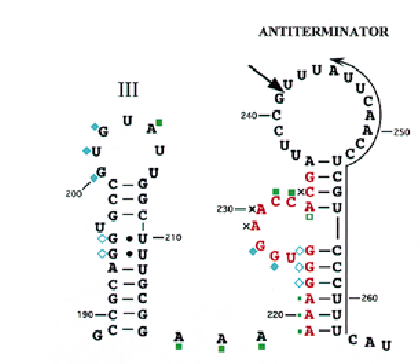 ANTITERMINATOR
III
U U U A U U C A A C C
G
240
C
C
U
U
250
G U A
U U
G U
200
A U
G C
C G
A U
C C A
× 
230
×
A
A
G
G
U
C G
C G
G C
U
G U
G U
210
A U
G C
G C
G C
A U
A U
A U
260
220
190
G C G
A A A
C A U